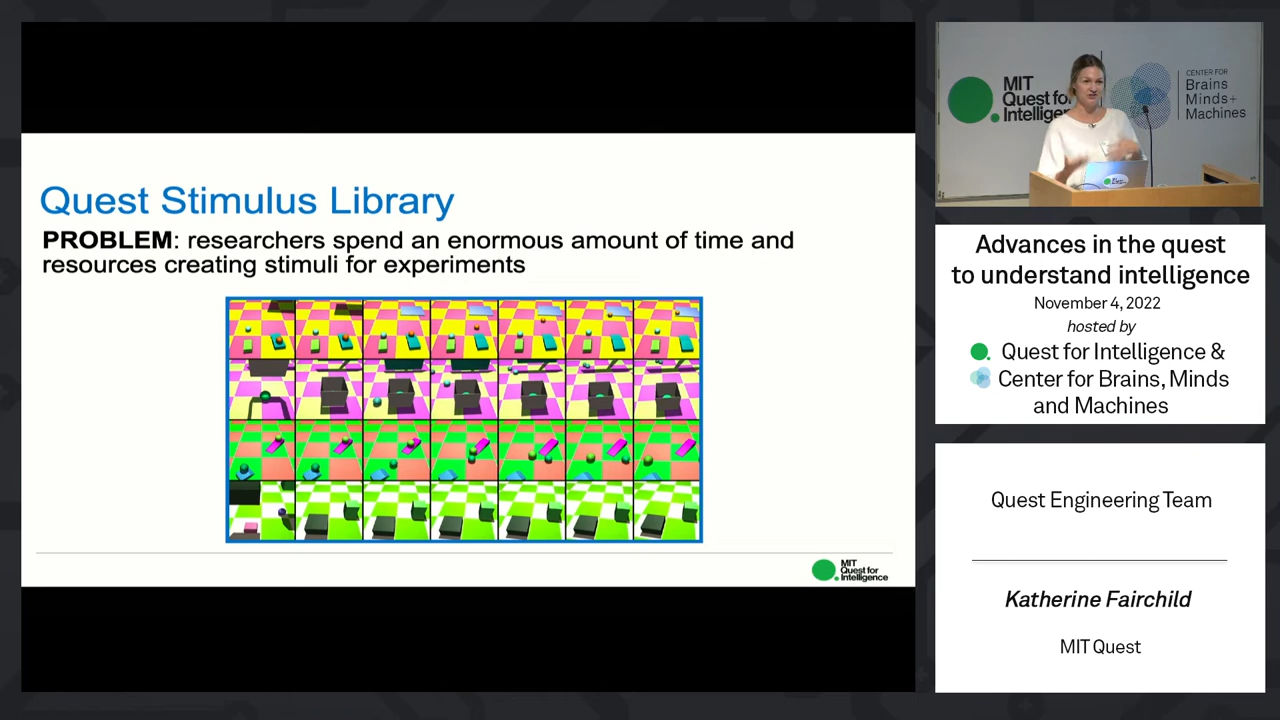 Quest Stimulus Library
PROBLEM: researchers spend an enormous amount of time and
resources creating stimuli for experiments
MIT
Quest for
Intelligence
MIT
Quest for
Intelligence
CENTER FOR
Brains
Minds+
Machines
Advances in the quest
to understand intelligence
November 4, 2022
hosted by
Quest for Intelligence &
Center for Brains, Minds
and Machines
Quest Engineering Team
Katherine Fairchild
MIT Quest